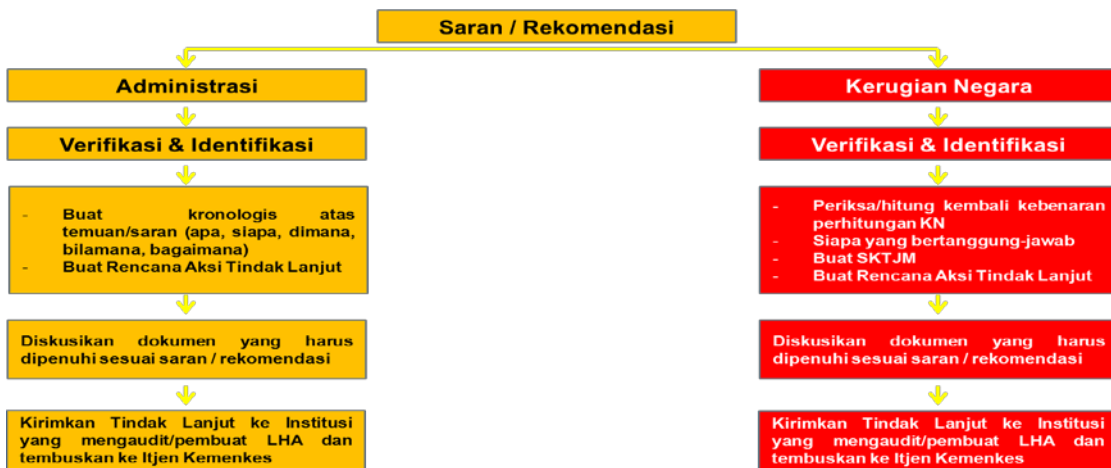 Saran / Rekomendasi
Administrasi
Verifikasi & Identifikasi
- Buat kronologis atas
temuan/saran (apa, siapa, dimana,
bilamana, bagaimana)
- Buat Rencana Aksi Tindak Lanjut
Diskusikan dokumen yang harus
dipenuhi sesuai saran / rekomendasi
Kirimkan Tindak Lanjut ke Institusi
yang mengaudit/pembuat LHA dan
tembuskan ke Itjen Kemenkes
Kerugian Negara
Verifikasi & Identifikasi
- Periksa/hitung kembali kebenaran
perhitungan KN
- Siapa yang bertanggung-jawab
- Buat SKTJM
- Buat Rencana Aksi Tindak Lanjut
Diskusikan dokumen yang harus
dipenuhi sesuai saran / rekomendasi
Kirimkan Tindak Lanjut ke Institusi
yang mengaudit/pembuat LHA dan
tembuskan ke Itjen Kemenkes